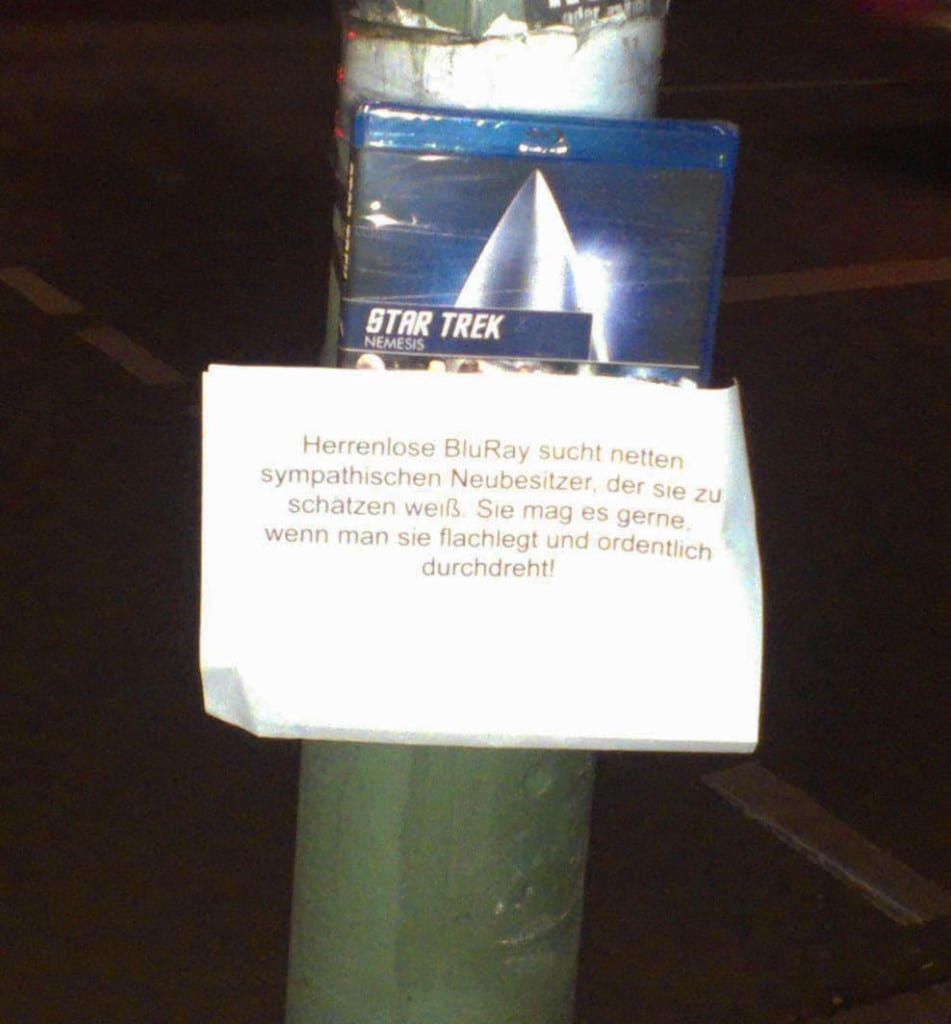 STAR TREK
NEMESIS
Herrenlose BluRay sucht netten
sympathischen Neubesitzer, der sie zu
schätzen weiß. Sie mag es gerne,
wenn man sie flachlegt und ordentlich
durchdreht!